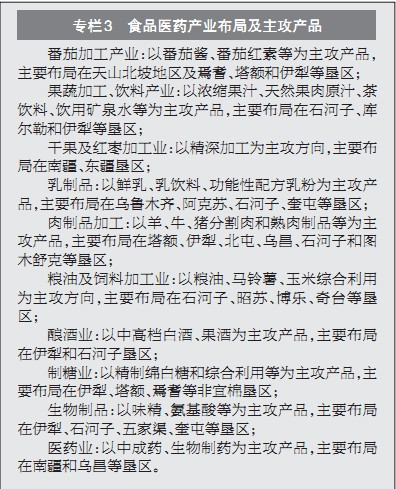 专栏3 食品医药产业布局及主攻产品
番茄加工产业：以番茄酱、番茄红素等为主攻产品，
主要布局在天山北坡地区及焉耆、塔额和伊犁等垦区；
果蔬加工、饮料产业：以浓缩果汁、天然果肉原汁、茶
饮料、饮用矿泉水等为主攻产品，主要布局在石河子、库
尔勒和伊犁等垦区；
干果及红枣加工业：以精深加工为主攻方向，主要布
局在南疆、东疆垦区；
乳制品：以鲜乳、乳饮料、功能性配方乳粉为主攻产
品，主要布局在乌鲁木齐、阿克苏、石河子、奎屯等垦区；
肉制品加工：以羊、牛、猪分割肉和熟肉制品等为主
攻产品，主要布局在塔额、伊犁、北屯、乌昌、石河子和图
木舒克等垦区；
粮油及饲料加工业：以粮油、马铃薯、玉米综合利用
为主攻方向，主要布局在石河子、昭苏、博乐、奇台等垦
区；
酿酒业：以中高档白酒、果酒为主攻产品，主要布局
在伊犁和石河子垦区；
制糖业：以精制绵白糖和综合利用等为主攻产品，主
要布局在伊犁、塔额、焉耆等非宜棉垦区；
生物制品：以味精、氨基酸等为主攻产品，主要布局
在伊犁、石河子、五家渠、奎屯等垦区；
医药业：以中成药、生物制药为主攻产品，主要布局
在南疆和乌昌等垦区。